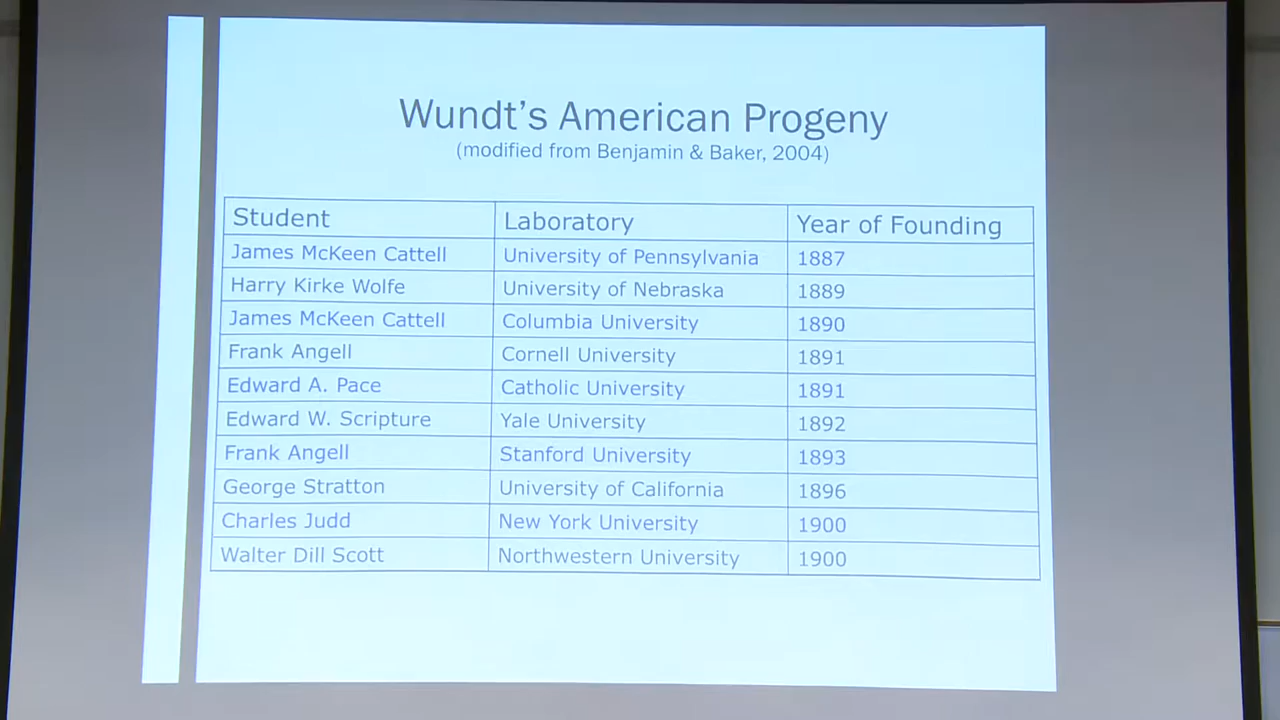 Wundt's American Progeny
(modified from Benjamin & Baker, 2004)
Student Laboratory Year of Founding
James McKeen Cattell University of Pennsylvania 1887
Harry Kirke Wolfe University of Nebraska 1889
James McKeen Cattell Columbia University 1890
Frank Angell Cornell University 1891
Edward A. Pace Catholic University 1891
Edward W. Scripture Yale University 1892
Frank Angell Stanford University 1893
George Stratton University of California 1896
Charles Judd New York University 1900
Walter Dill Scott Northwestern University 1900